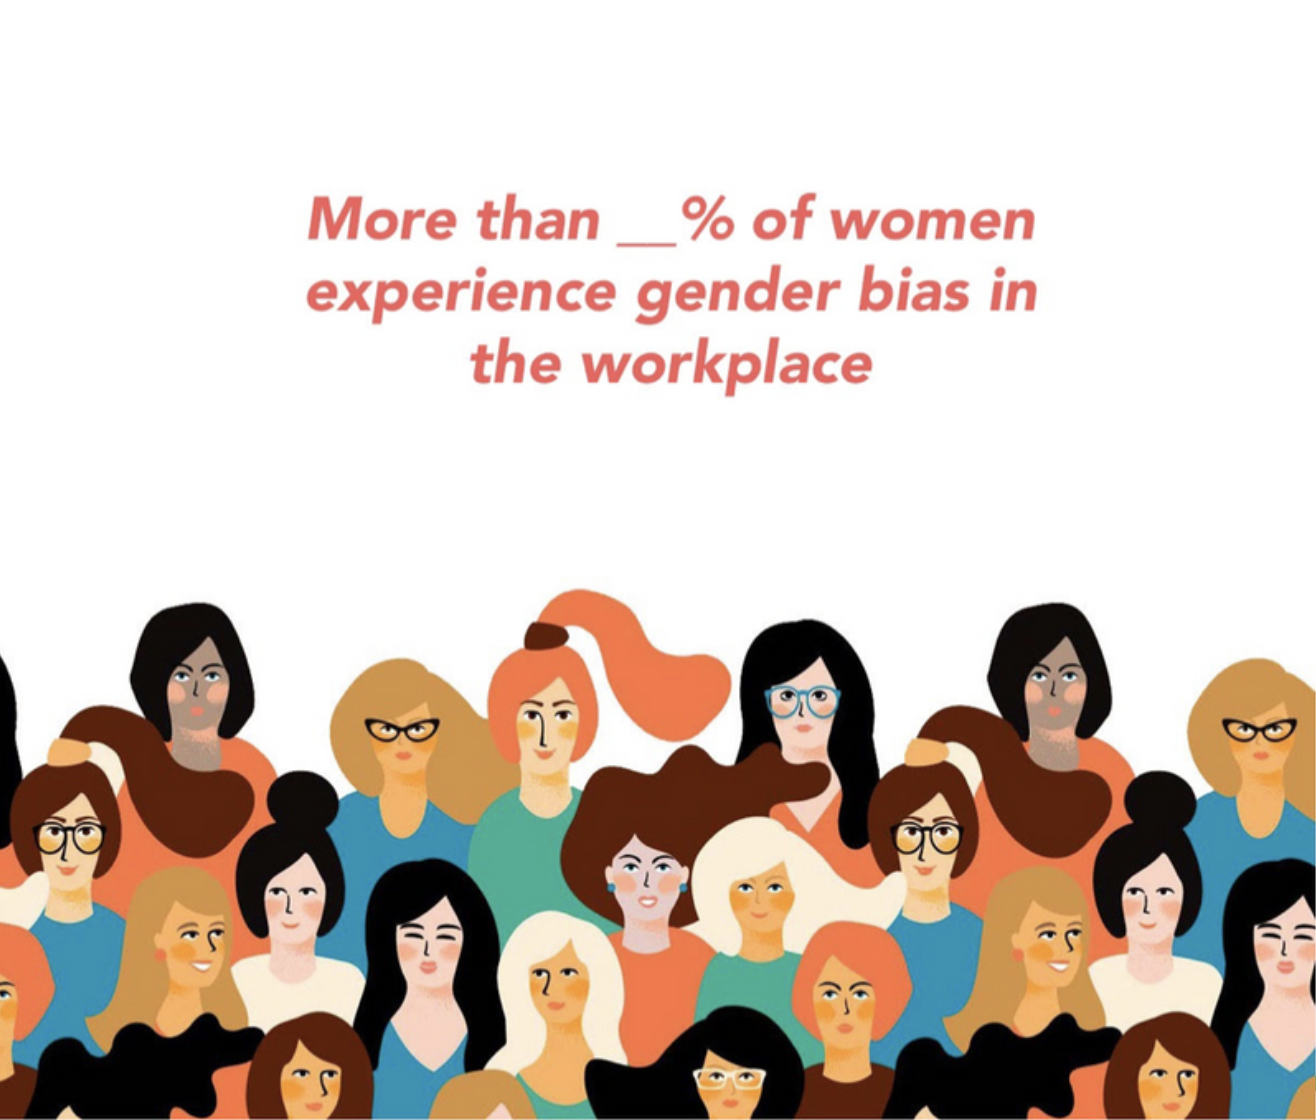 More than __% of women
experience gender bias in
the workplace